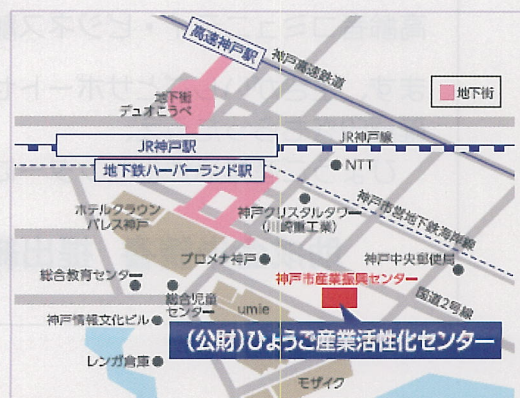 高速神戸駅
神戸高速鉄道
地下街
地下街
デュオこうべ
JR神戸線
JR神戸駅
地下鉄ハーバーランド駅
NTT
神戸市営地下鉄海岸線
ホテルクラウン
パレス神戸
神戸クリスタルタワー
(川崎重工業)
プロメナ神戸
神戸中央郵便局
総合教育センター
神戸市産業振興センター
総合児童
センター
umie
国道2号線
神戸情報文化ビル
(公財)ひょうご産業活性化センター
レンガ倉庫
モザイク